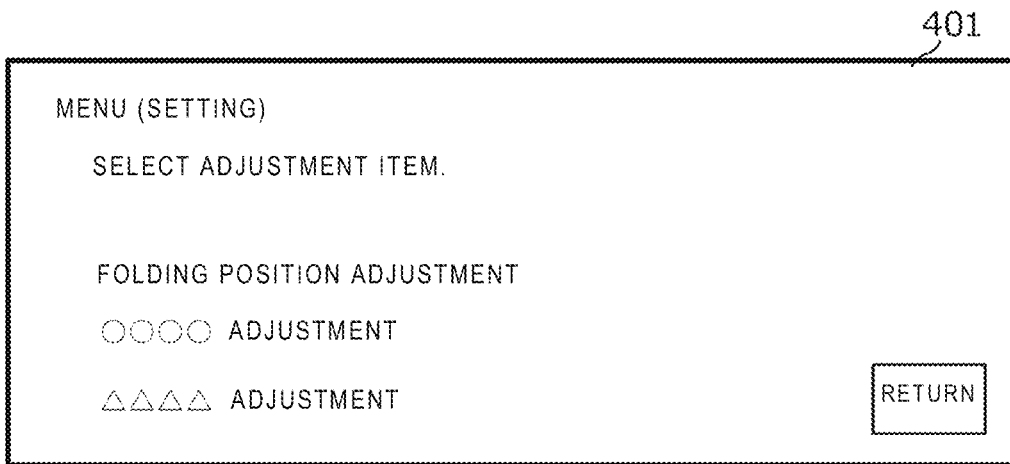 401
MENU (SETTING)
SELECT ADJUSTMENT ITEM.
FOLDING POSITION ADJUSTMENT
○○○○ ADJUSTMENT
△△△△ ADJUSTMENT
RETURN